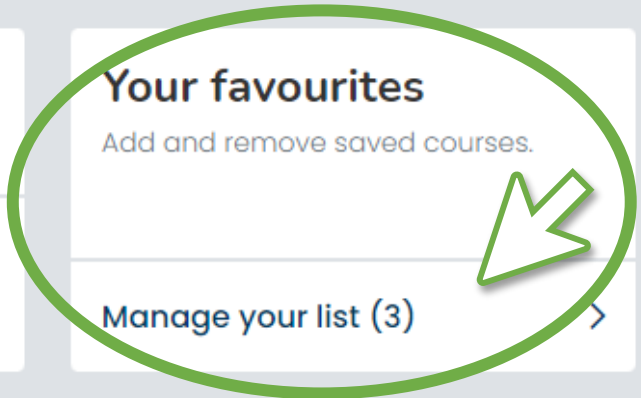 Your favourites
Add and remove saved courses.
Manage your list (3)